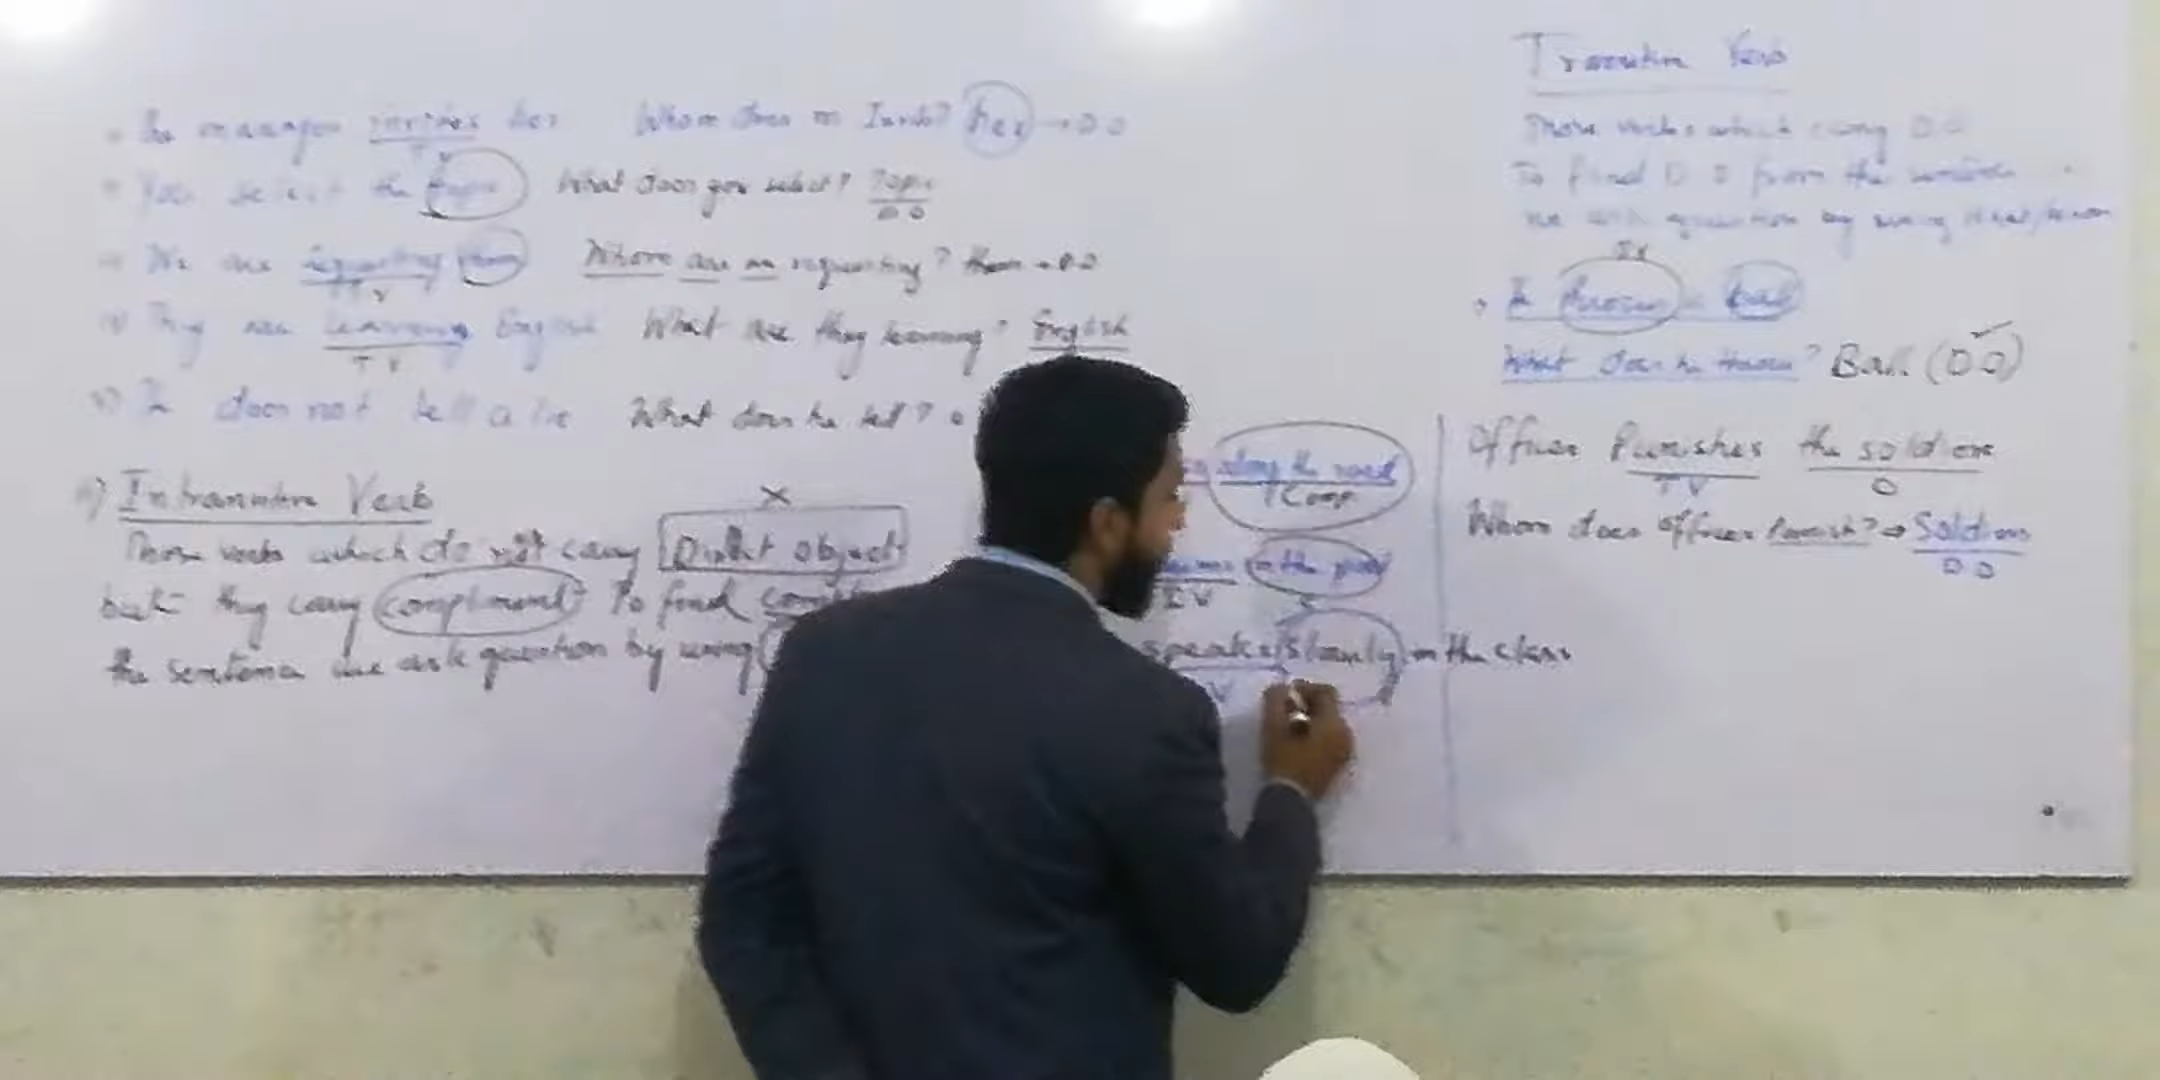 The manager invites her Whom does m Invite? her → D O
T V
You select the topic What does you select? Topic
D O
We are requesting them Whom are we requesting? them → D O
T V
They are learning English What are they learning? English
T V
He does not tell a lie What does he tell?
Intransitive Verb
Those verbs which do not carry Direct object
but they carry compliment To find
the sentence we ask question by using
along the road
Comp
in the pool
I V
speaks slowly in the class
V
Transitive Verb
Those verbs which carry D O
To find D O from the sentence
we ask question by using what/whom
T V
He throws a ball
What does he throw? Ball (D O)
Officer Punishes the soldiers
T V O
Whom does officer Punish? → Soldiers
D O